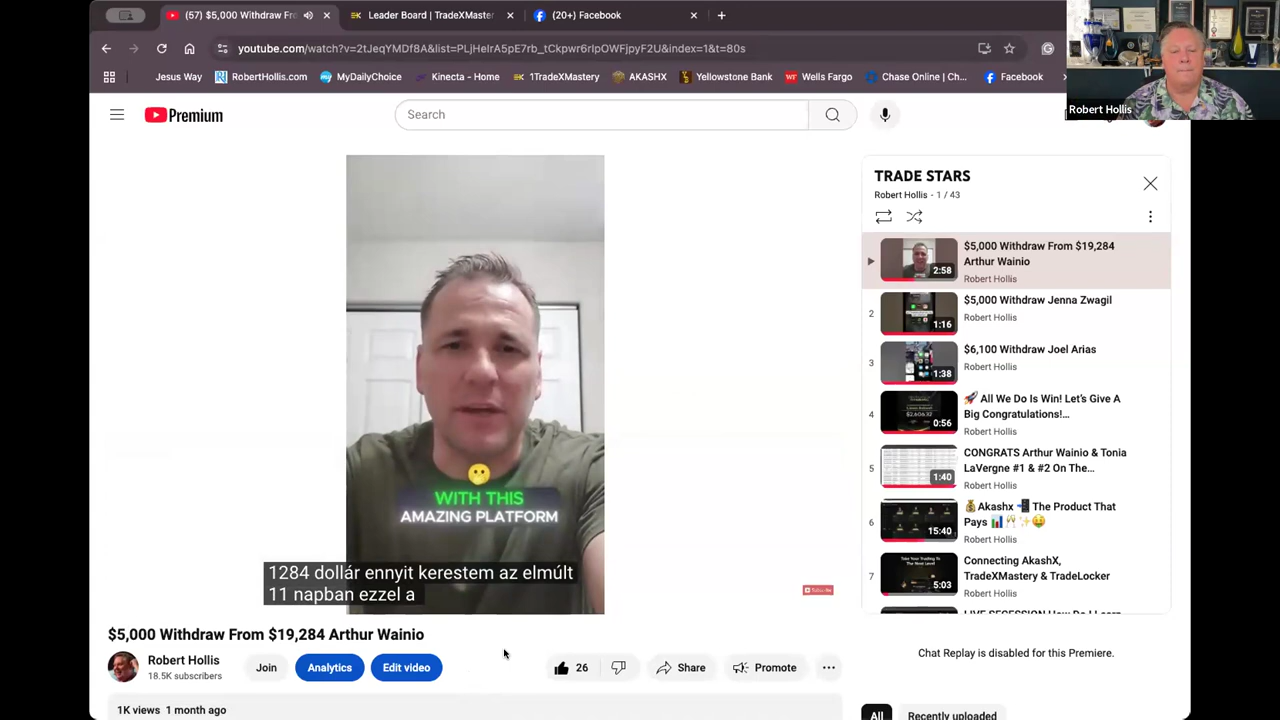 (57) $5,000 Withdraw Fr
Leader Board | TradeXMaster
(20+) Facebook
youtube.com/watch?v=2tJeqYMDf8A&list=PLjHeIrA5pE7rb_tCkpwr6rIpOWFjpyF2U&index=1&t=80s
Jesus Way
RobertHollis.com
MyDailyChoice
Kinecta - Home
1TradeXMastery
AKASHX
Yellowstone Bank
Wells Fargo
Chase Online | Ch...
Facebook
Robert Hollis
Premium
Search
WITH THIS
AMAZING PLATFORM
1284 dollár ennyit kerestem az elmúlt
11 napban ezzel a
Subscribe
$5,000 Withdraw From $19,284 Arthur Wainio
Robert Hollis
18.5K subscribers
Join
Analytics
Edit video
26
Share
Promote
1K views 1 month ago
TRADE STARS
Robert Hollis - 1 / 43
2:58
$5,000 Withdraw From $19,284
Arthur Wainio
Robert Hollis
2
1:16
$5,000 Withdraw Jenna Zwagil
Robert Hollis
3
1:38
$6,100 Withdraw Joel Arias
Robert Hollis
4
0:56
🚀 All We Do Is Win! Let's Give A
Big Congratulations!...
Robert Hollis
5
1:40
CONGRATS Arthur Wainio & Tonia
LaVergne #1 & #2 On The...
Robert Hollis
6
15:40
💰Akashx 📲 The Product That
Pays 📊🥂✨🤑
Robert Hollis
7
5:03
Connecting AkashX,
TradeXMastery & TradeLocker
Robert Hollis
Chat Replay is disabled for this Premiere.
All
Recently uploaded